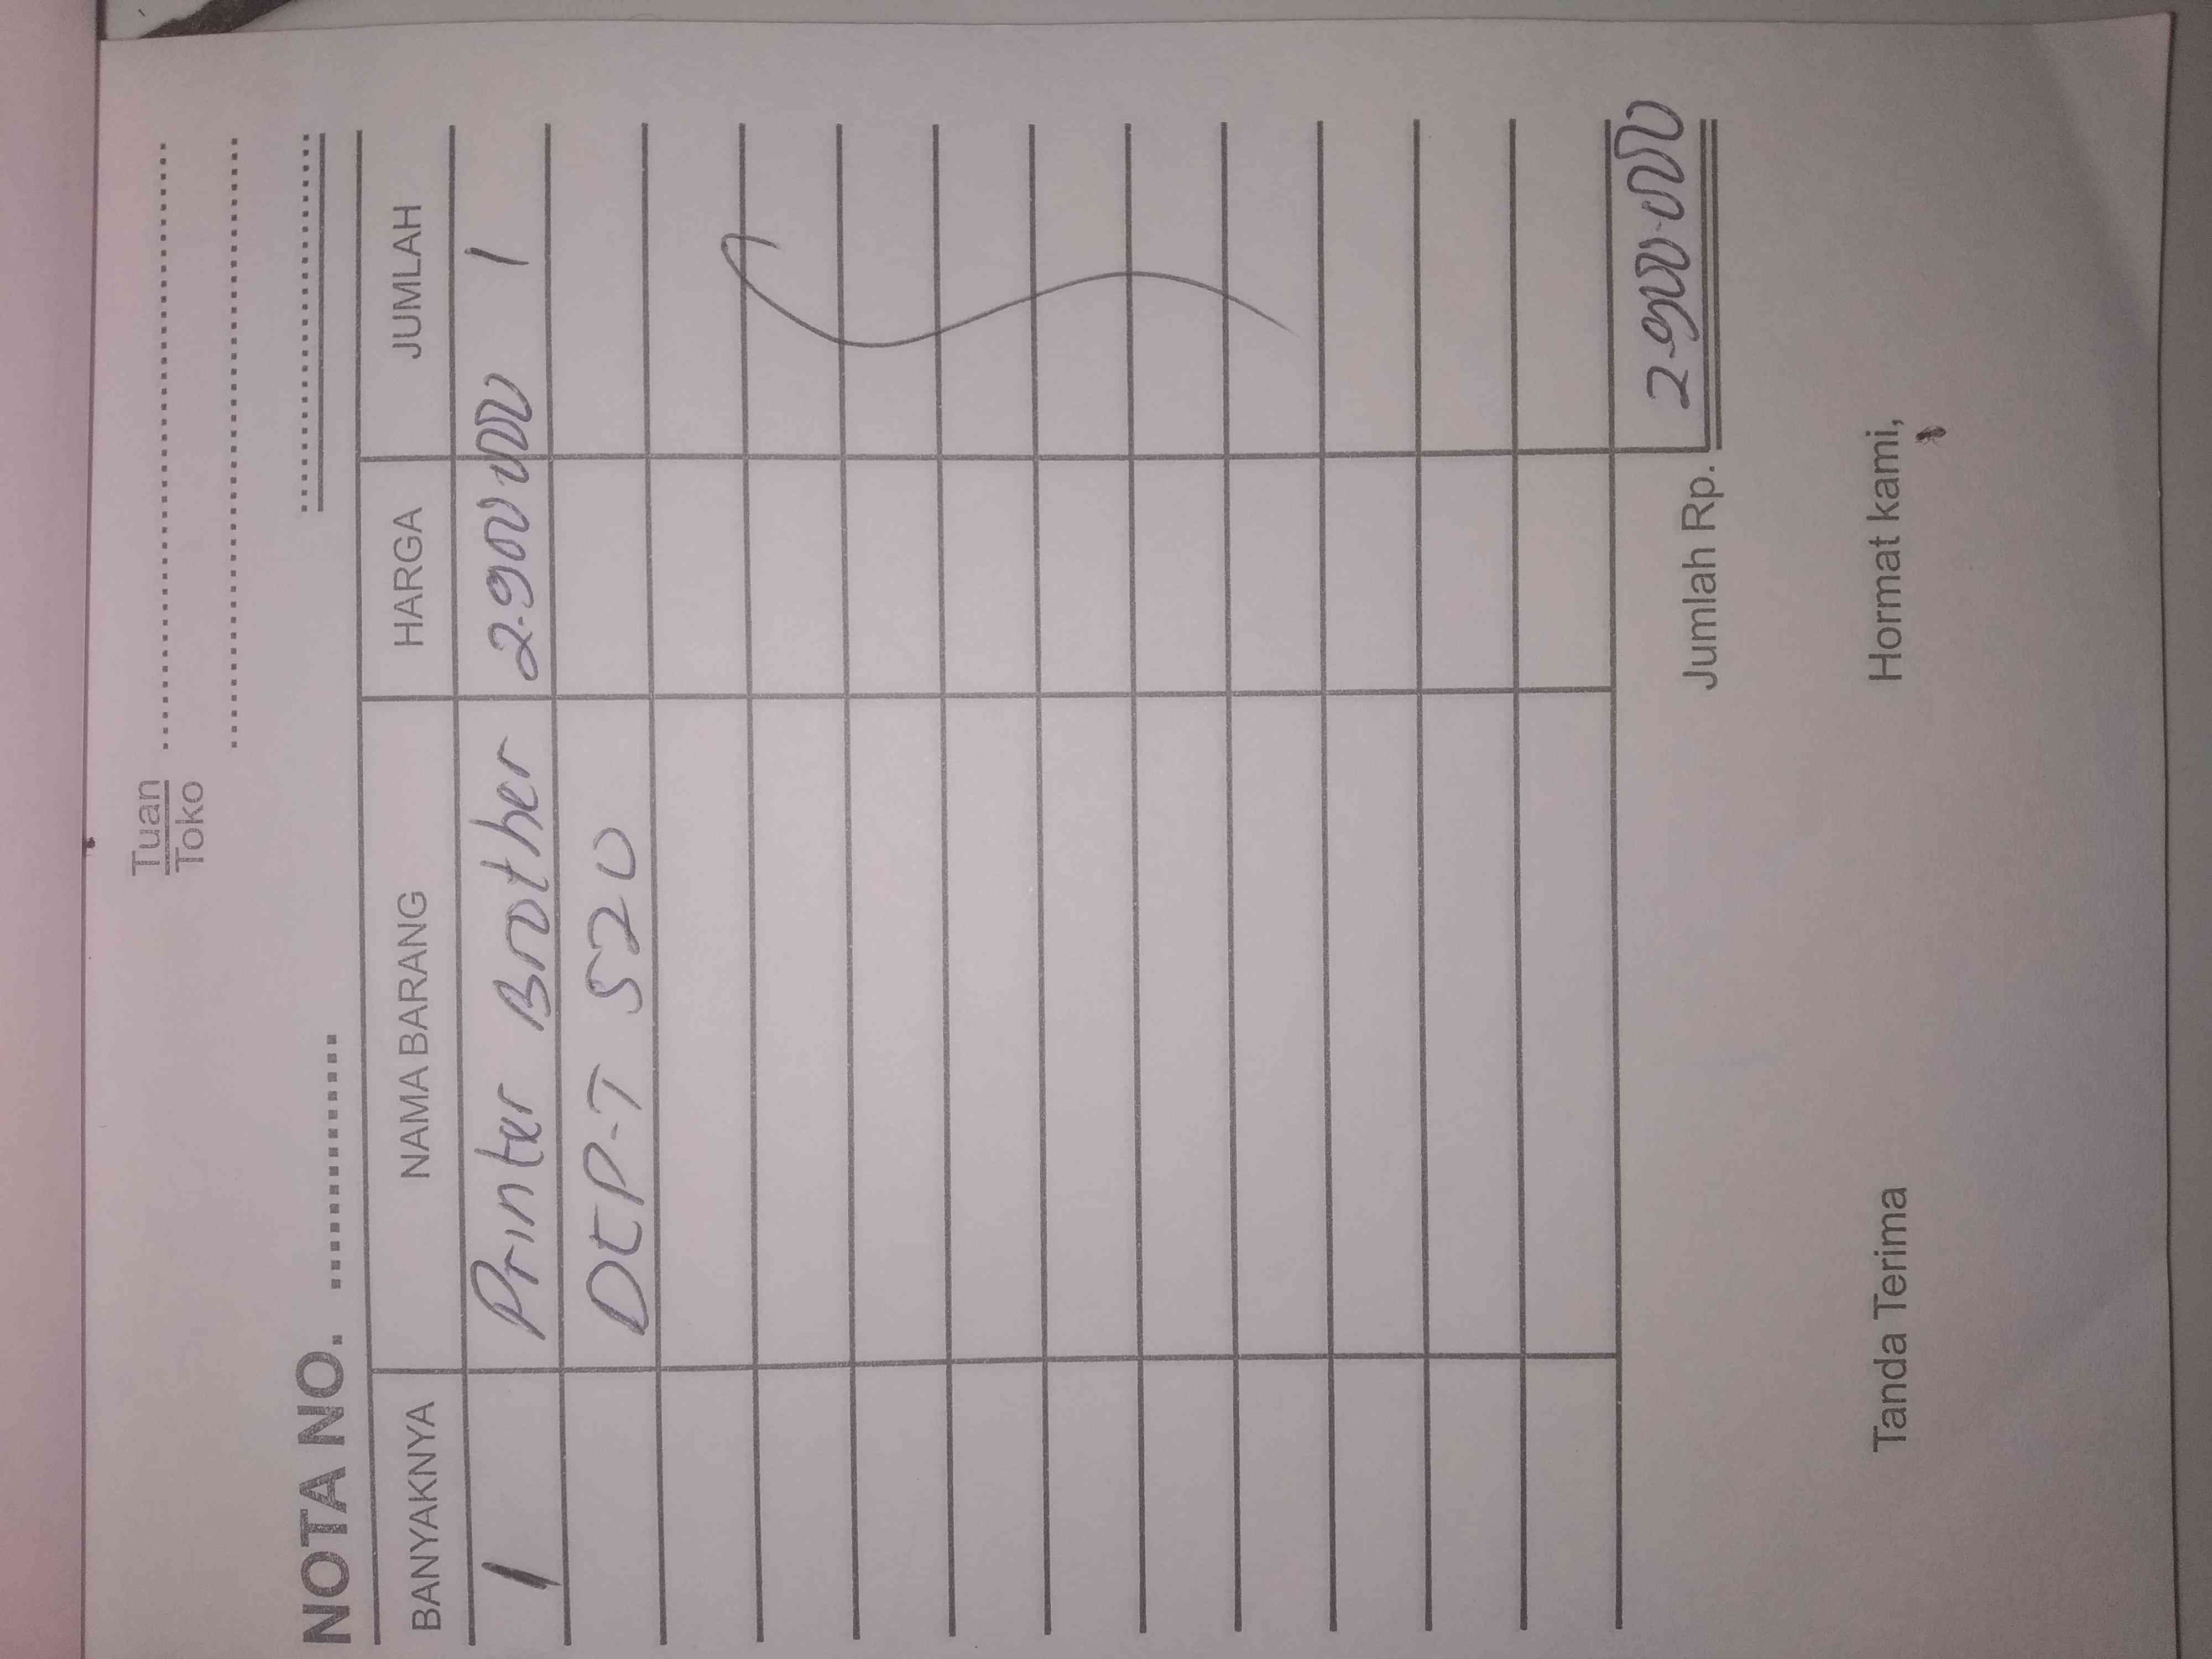 Tuan
Toko
NOTA NO.
BANYAKNYA NAMA BARANG HARGA JUMLAH
1 Printer Brother 2.900.000 1
DCP-T 520
Jumlah Rp. 2.900.000
Tanda Terima Hormat kami,